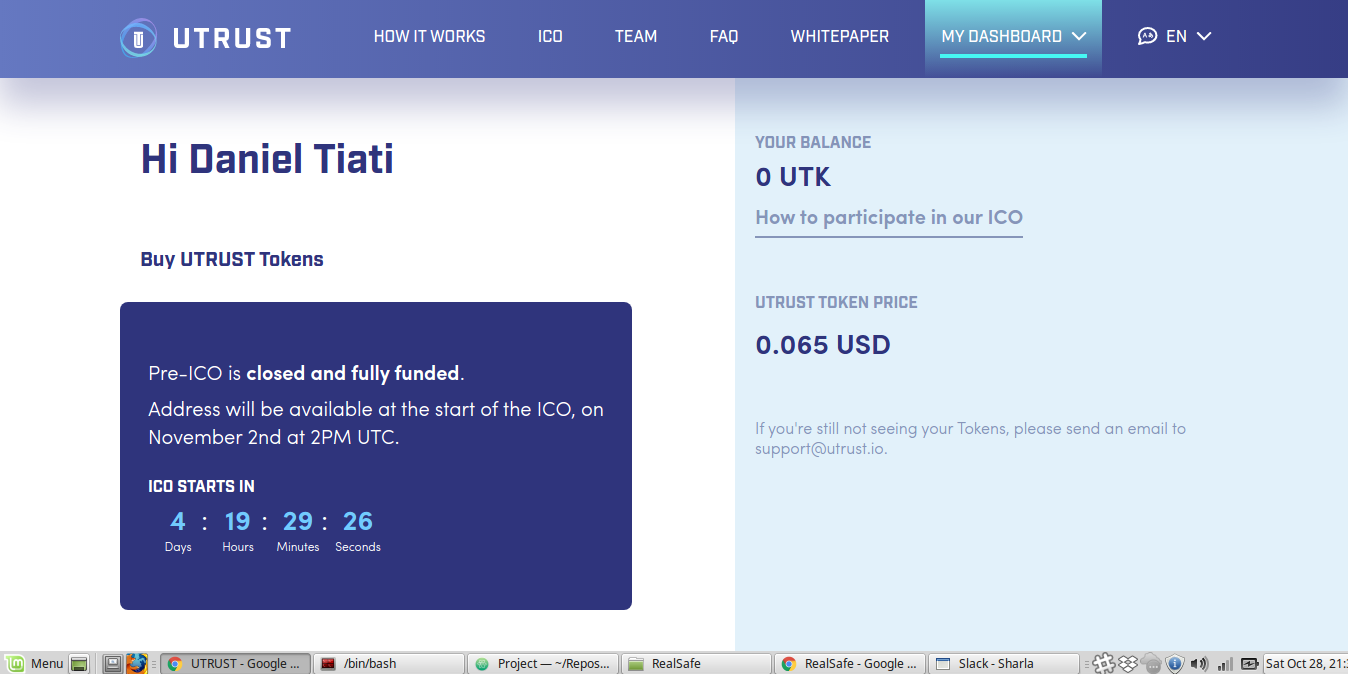 UTRUST
HOW IT WORKS
ICO
TEAM
FAQ
WHITEPAPER
MY DASHBOARD
EN
Hi Daniel Tiati
Buy UTRUST Tokens
Pre-ICO is closed and fully funded.
Address will be available at the start of the ICO, on
November 2nd at 2PM UTC.
ICO STARTS IN
4 : 19 : 29 : 26
Days Hours Minutes Seconds
YOUR BALANCE
0 UTK
How to participate in our ICO
UTRUST TOKEN PRICE
0.065 USD
If you're still not seeing your Tokens, please send an email to
support@utrust.io.
Menu
UTRUST - Google ...
/bin/bash
Project — ~/Repos...
RealSafe
RealSafe - Google ...
Slack - Sharla
Sat Oct 28, 21: